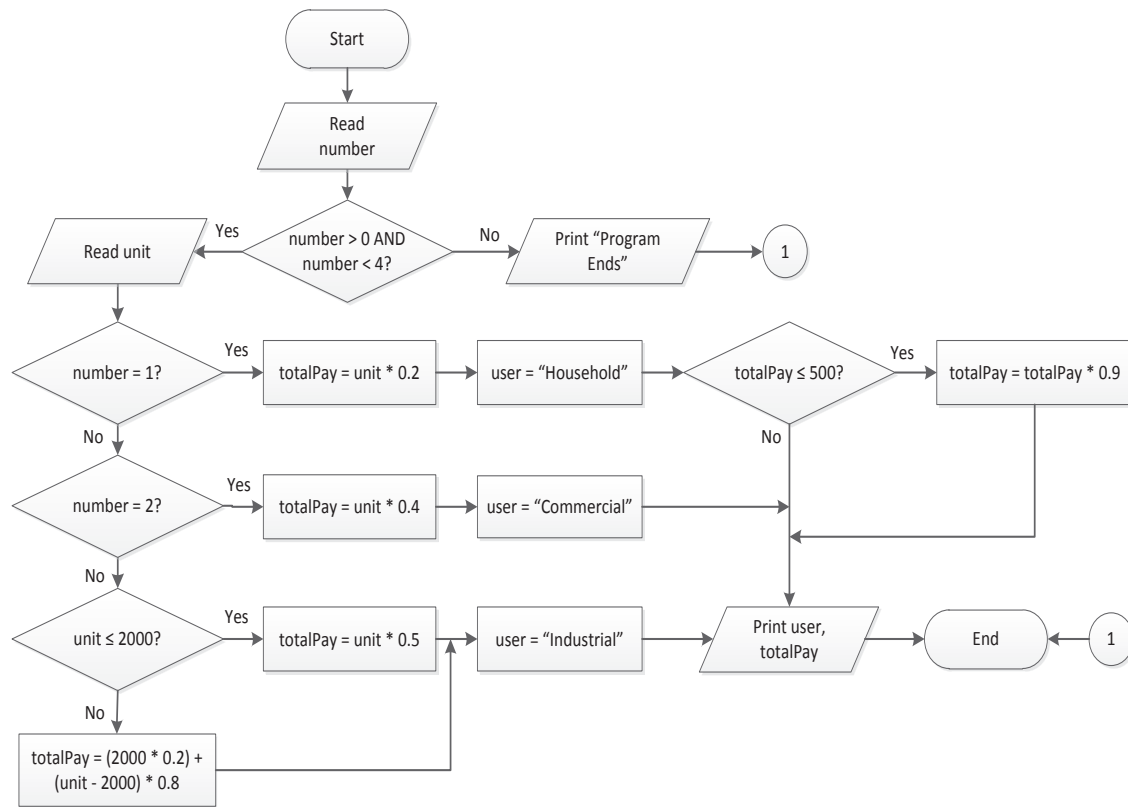 Start
Read
number
number > 0 AND
number < 4?
Yes
No
Read unit
Print “Program
Ends”
1
number = 1?
Yes
totalPay = unit * 0.2
user = “Household”
totalPay ≤ 500?
Yes
totalPay = totalPay * 0.9
No
No
number = 2?
Yes
totalPay = unit * 0.4
user = “Commercial”
No
unit ≤ 2000?
Yes
totalPay = unit * 0.5
user = “Industrial”
Print user,
totalPay
End
1
No
totalPay = (2000 * 0.2) +
(unit - 2000) * 0.8